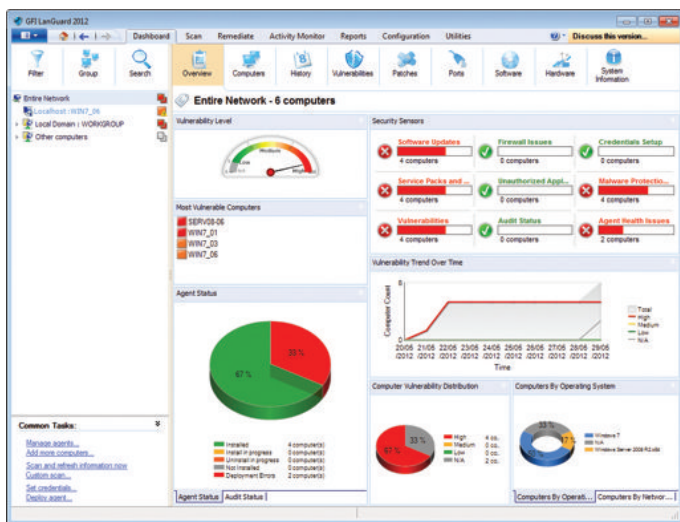 GFI LanGuard 2012
Dashboard Scan Remediate Activity Monitor Reports Configuration Utilities Discuss this version...
Filter Group Search Overview Computers History Vulnerabilities Patches Ports Software Hardware System Information
Entire Network
Localhost : WIN7_06
Local Domain : WORKGROUP
Other computers
Common Tasks:
Manage agents...
Add more computers...
Scan and refresh information now
Custom scan...
Set credentials...
Deploy agent...
Entire Network - 6 computers
Vulnerability Level
Low Medium High
Most Vulnerable Computers
SERV08-06
WIN7_01
WIN7_03
WIN7_06
Agent Status
67 %
33 %
Installed 4 computer(s)
Install in progress 0 computer(s)
Uninstall in progress 0 computer(s)
Not Installed 0 computer(s)
Deployment Errors 2 computer(s)
Agent Status Audit Status
Security Sensors
Software Updates Firewall Issues Credentials Setup
4 computers 0 computers 0 computers
Service Packs and ... Unauthorized Appl... Malware Protectio...
4 computers 0 computers 4 computers
Vulnerabilities Audit Status Agent Health Issues
4 computers 0 computers 2 computers
Vulnerability Trend Over Time
Computer Count
8
0
20/05 21/05 22/05 23/05 24/05 25/05 26/05 27/05 28/05 29/05
/2012 /2012 /2012 /2012 /2012 /2012 /2012 /2012 /2012 /2012
Time
Total
High
Medium
Low
N/A
Computer Vulnerability Distribution
67 %
33 %
High 4 co.
Medium 0 co.
Low 0 cc.
N/A 2 cc.
Computers By Operating System
33 %
17 %
Windows 7
N/A
Windows Server 2008 R2 x64
Computers By Operati... Computers By Networ...